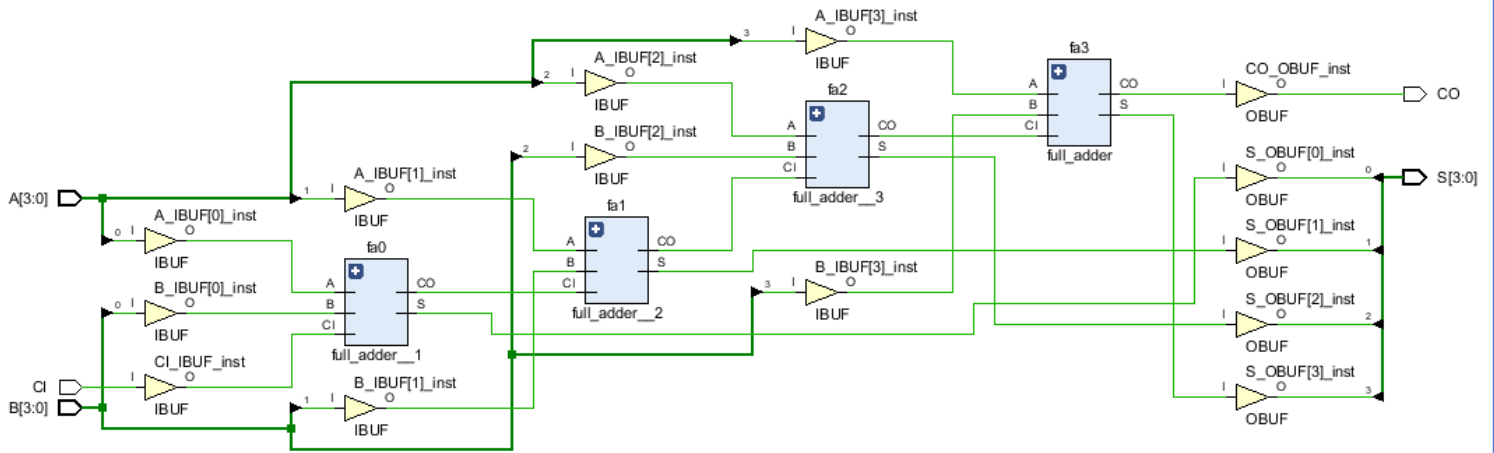 A_IBUF[3]_inst
3
I
O
IBUF
fa3
A
B
CI
CO
S
full_adder
CO_OBUF_inst
I
O
OBUF
CO
A_IBUF[2]_inst
2
I
O
IBUF
fa2
A
B
CI
CO
S
full_adder__3
B_IBUF[2]_inst
2
I
O
IBUF
S_OBUF[0]_inst
I
O
0
OBUF
S[3:0]
A[3:0]
A_IBUF[1]_inst
1
I
O
IBUF
fa1
A
B
CI
CO
S
full_adder__2
S_OBUF[1]_inst
I
O
1
OBUF
A_IBUF[0]_inst
0
I
O
IBUF
fa0
A
B
CI
CO
S
full_adder__1
B_IBUF[3]_inst
3
I
O
IBUF
B_IBUF[0]_inst
0
I
O
IBUF
S_OBUF[2]_inst
I
O
2
OBUF
CI
CI_IBUF_inst
I
O
IBUF
B[3:0]
B_IBUF[1]_inst
1
I
O
IBUF
S_OBUF[3]_inst
I
O
3
OBUF